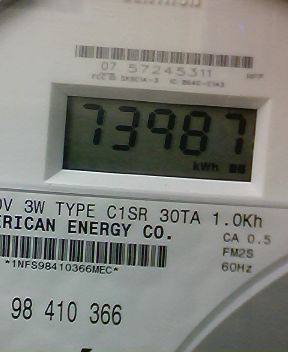 07 57245311
73987
kWh
0V 3W TYPE C1SR 30TA 1.0Kh
ERICAN ENERGY CO.
CA 0.5
FM2S
*1NFS98410366MEC*
60Hz
98 410 366